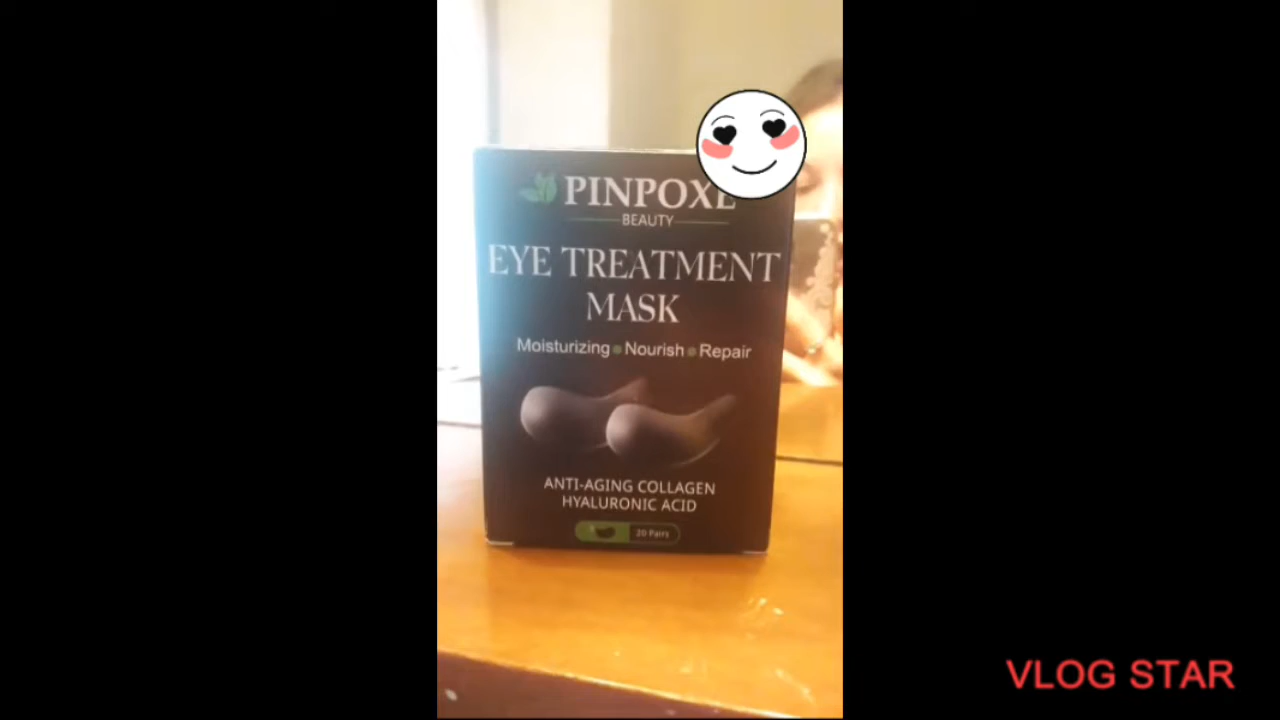 PINPOXE
BEAUTY
EYE TREATMENT
MASK
Moisturizing Nourish Repair
ANTI-AGING COLLAGEN
HYALURONIC ACID
20 Pairs
VLOG STAR